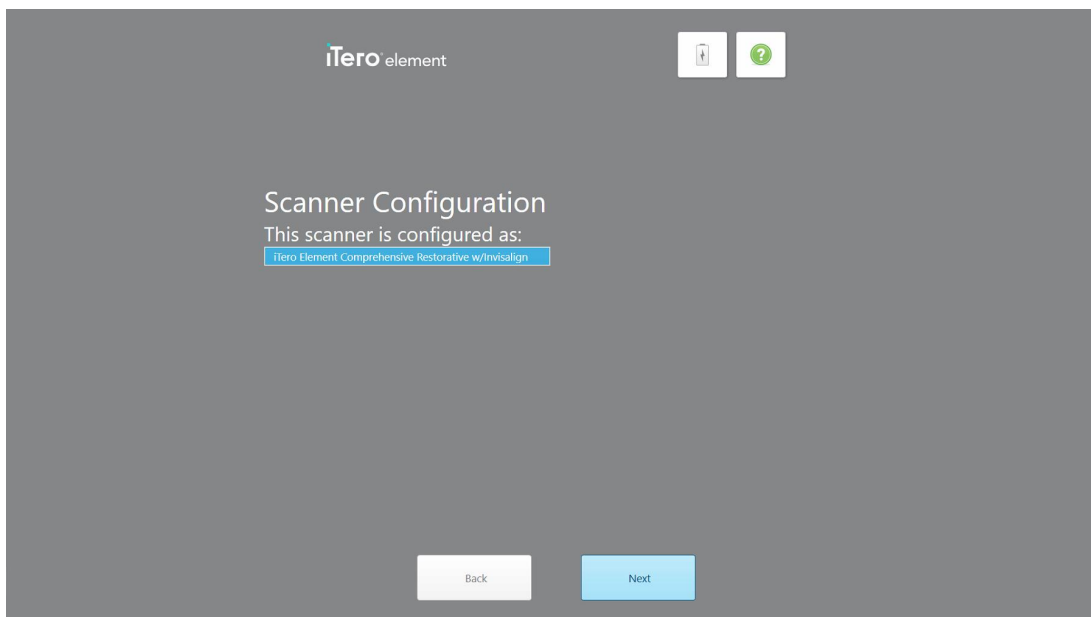 iTero element
?
Scanner Configuration
This scanner is configured as:
iTero Element Comprehensive Restorative w/Invisalign
Back
Next